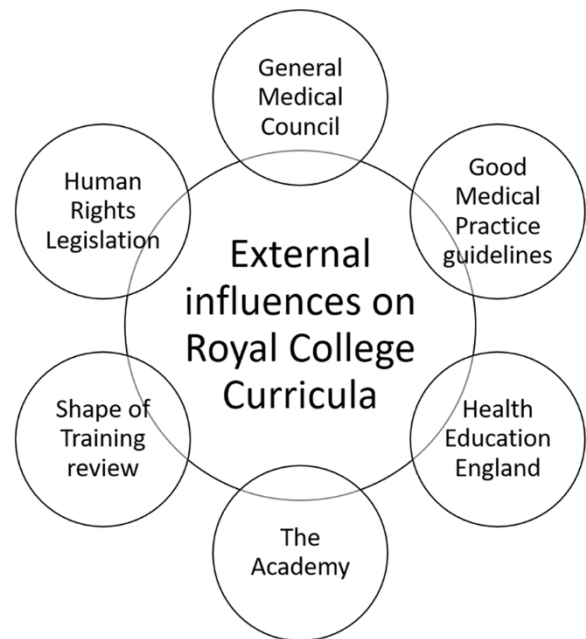 General
Medical
Council
Human
Rights
Legislation
Good
Medical
Practice
guidelines
External
influences on
Royal College
Curricula
Shape of
Training
review
Health
Education
England
The
Academy